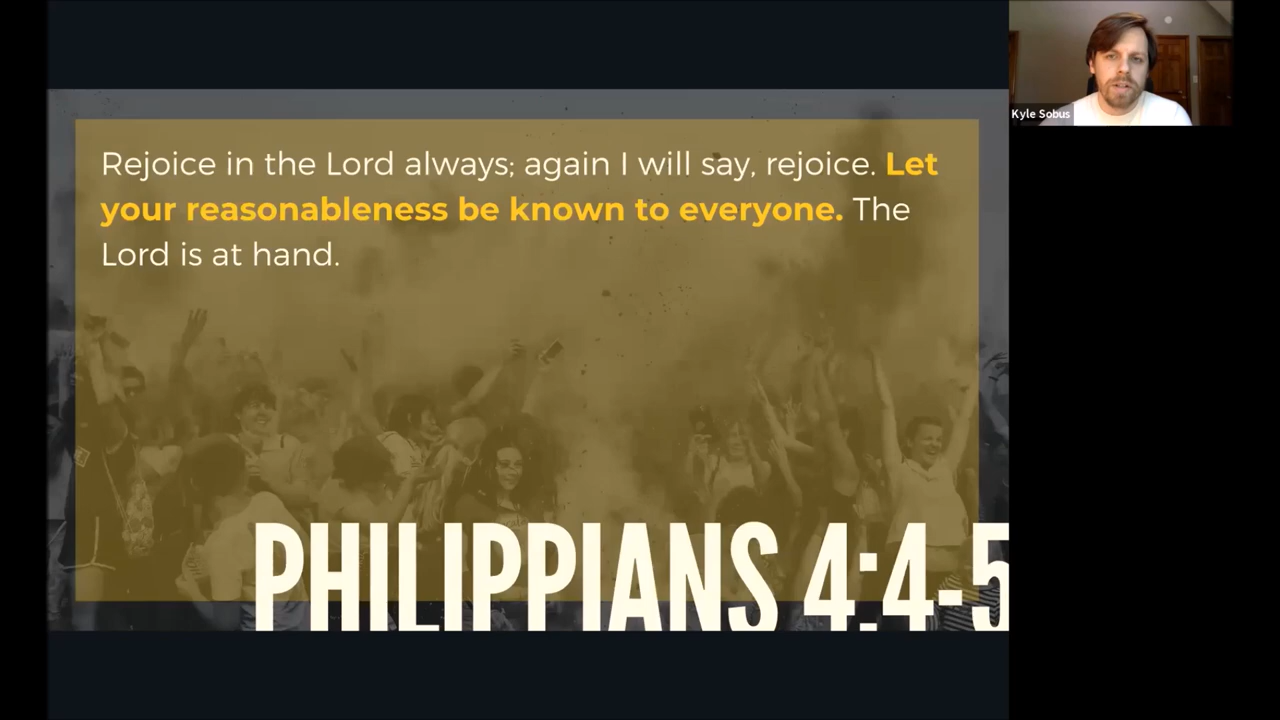 Rejoice in the Lord always; again I will say, rejoice. Let
your reasonableness be known to everyone. The
Lord is at hand.
PHILIPPIANS 4:4-5
Kyle Sobus